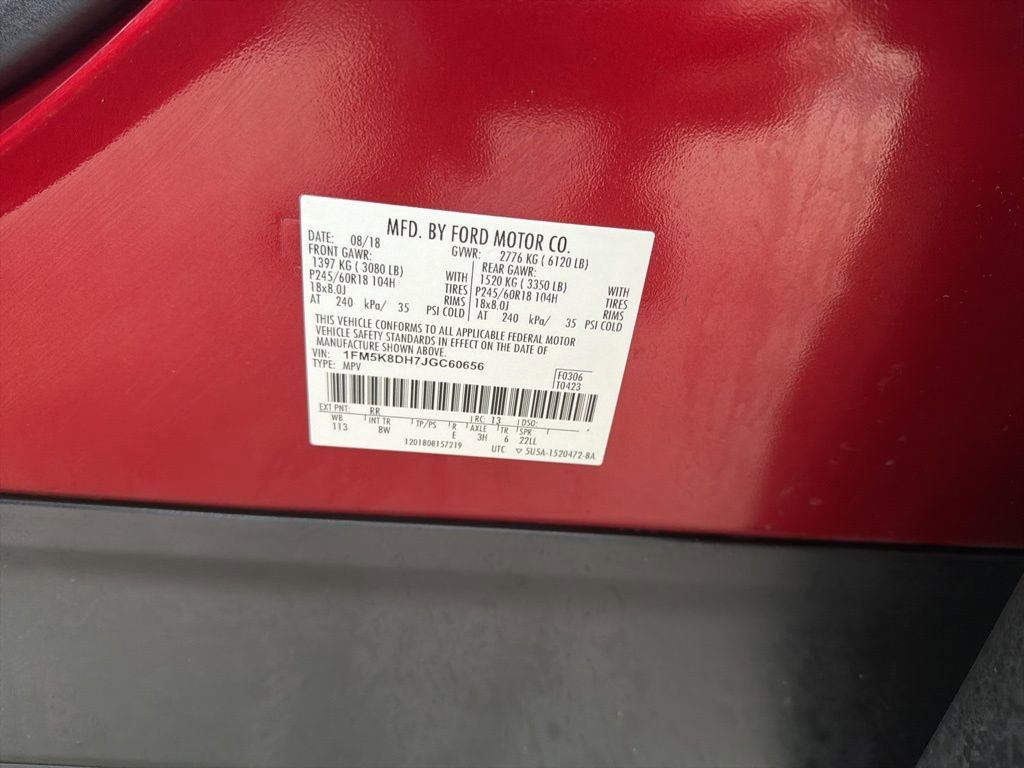 MFD. BY FORD MOTOR CO.
DATE: 08/18 GVWR: 2776 KG ( 6120 LB)
FRONT GAWR: REAR GAWR:
1397 KG ( 3080 LB) WITH 1520 KG ( 3350 LB) WITH
P245/60R18 104H TIRES P245/60R18 104H TIRES
18x8.0J RIMS 18x8.0J RIMS
AT 240 kPa/ 35 PSI COLD AT 240 kPa/ 35 PSI COLD
THIS VEHICLE CONFORMS TO ALL APPLICABLE FEDERAL MOTOR
VEHICLE SAFETY STANDARDS IN EFFECT ON THE DATE OF
MANUFACTURE SHOWN ABOVE.
VIN: 1FM5K8DH7JGC60656 F0306
TYPE: MPV T0423
EXT PNT: RR RC: 13 DSO:
WB INT TR TP/PS R AXLE TR SPR
113 8W E 3H 6 22LL
1201808157219 UTC ▽ 5U5A-1520472-BA